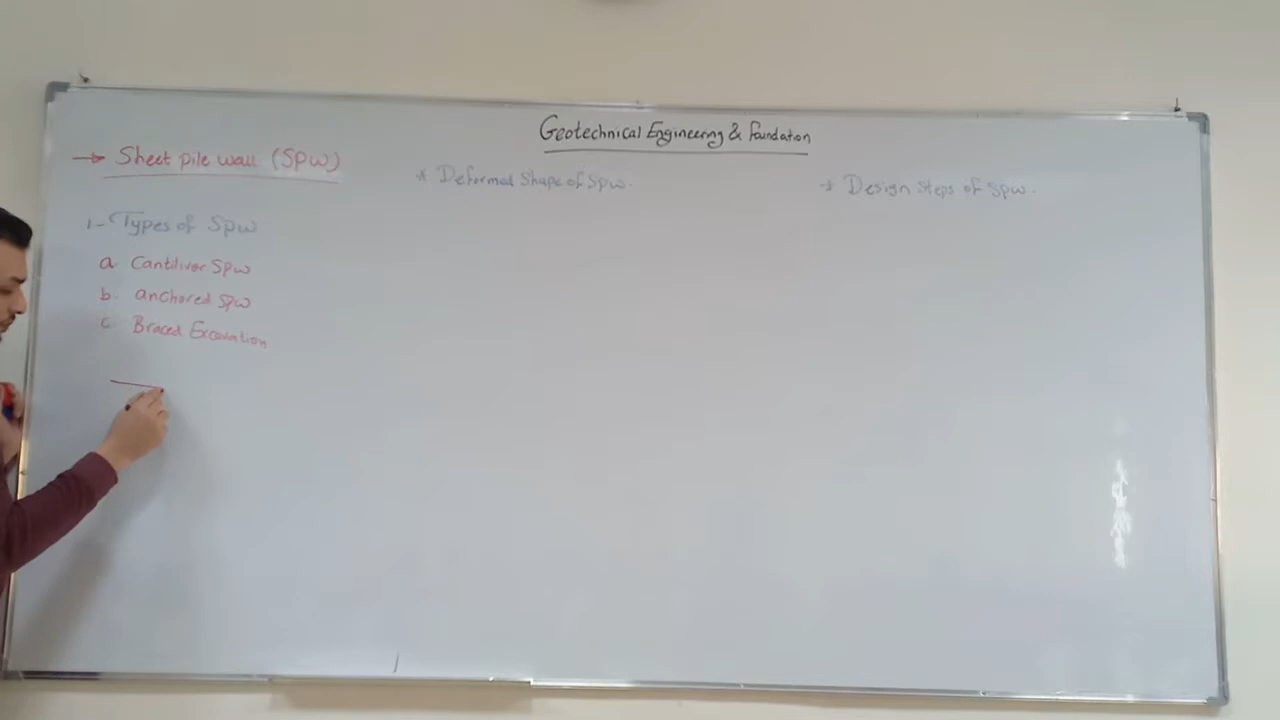 Geotechnical Engineering & Foundation
→ Sheet pile wall (SPW)
1- Types of Spw
a. Cantiliver Spw
b. anchored spw
c. Braced Excavation
* Deformed Shape of Spw.
* Design Steps of Spw.